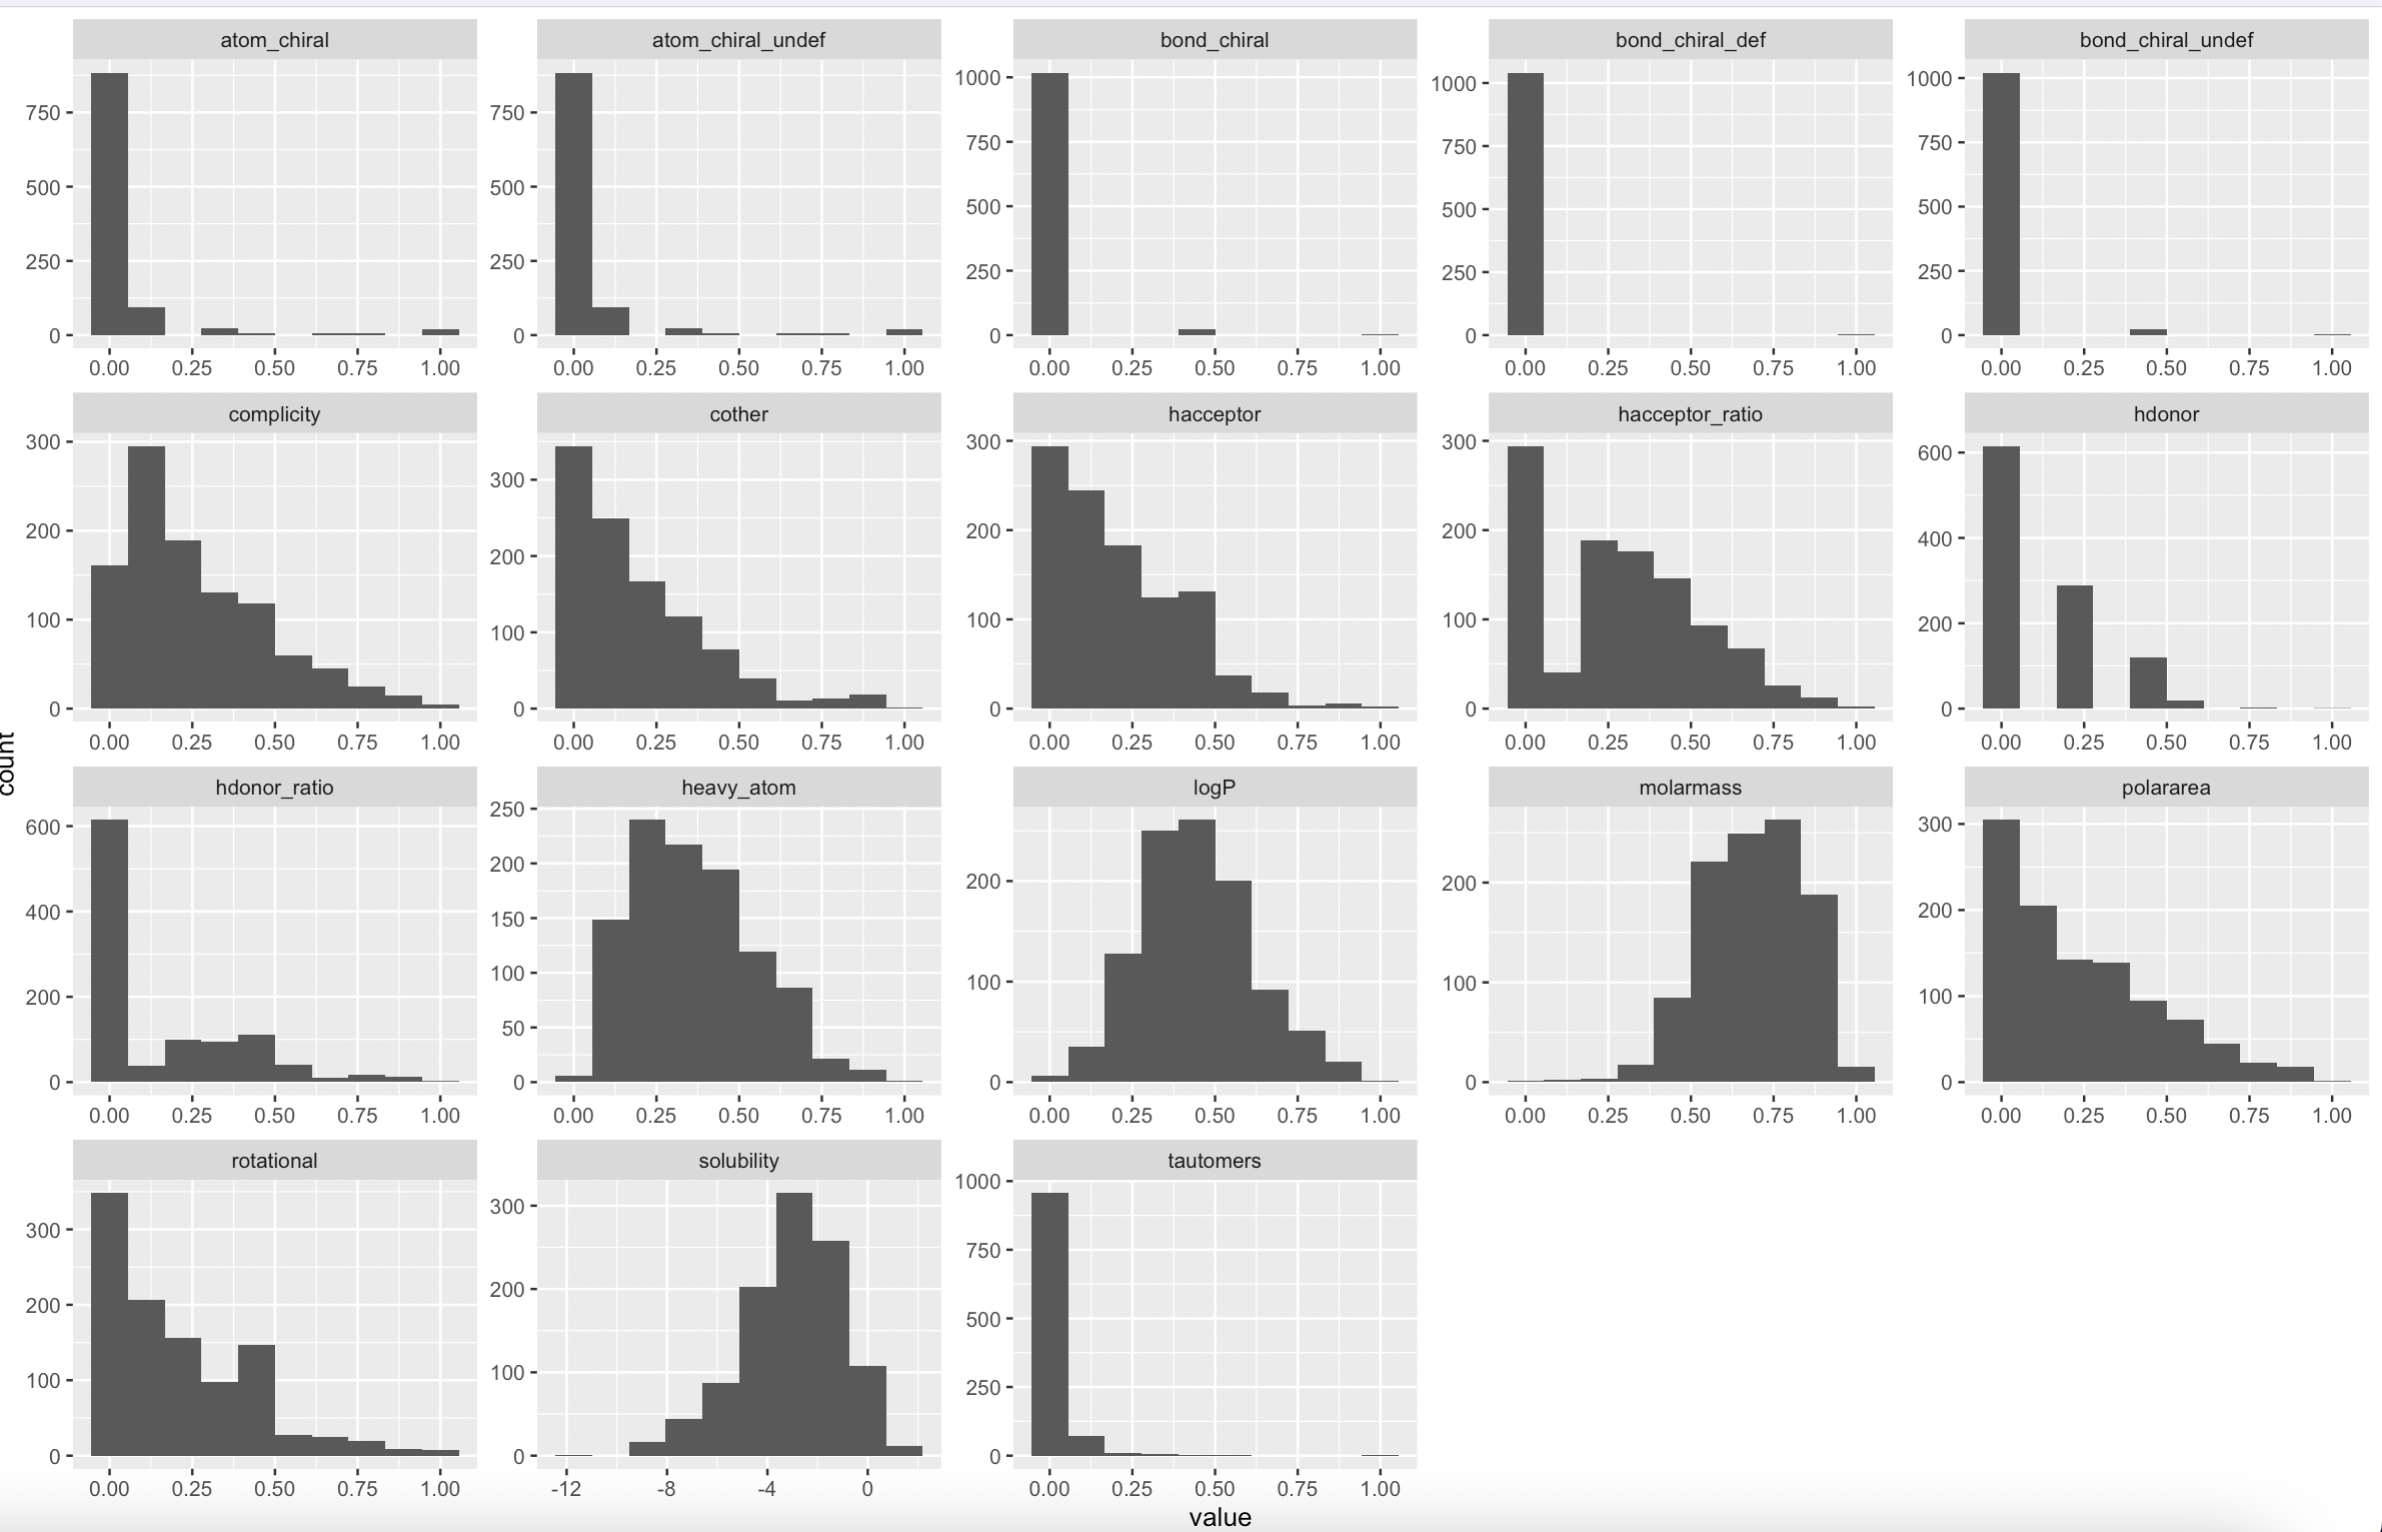 atom_chiral atom_chiral_undef bond_chiral bond_chiral_def bond_chiral_undef
1000 1000 1000
750 750 750 750 750
500 500 500 500 500
250 250 250 250 250
0 0 0 0 0
0.00 0.25 0.50 0.75 1.00 0.00 0.25 0.50 0.75 1.00 0.00 0.25 0.50 0.75 1.00 0.00 0.25 0.50 0.75 1.00 0.00 0.25 0.50 0.75 1.00
complicity cother hacceptor hacceptor_ratio hdonor
300 300 300 300 600
200 200 200 200 400
100 100 100 100 200
0 0 0 0 0
0.00 0.25 0.50 0.75 1.00 0.00 0.25 0.50 0.75 1.00 0.00 0.25 0.50 0.75 1.00 0.00 0.25 0.50 0.75 1.00 0.00 0.25 0.50 0.75 1.00
count
hdonor_ratio heavy_atom logP molarmass polararea
600 250 200 200 300
400 200 100 100 200
200 150 0 0 100
0 100 0
50
0
0.00 0.25 0.50 0.75 1.00 0.00 0.25 0.50 0.75 1.00 0.00 0.25 0.50 0.75 1.00 0.00 0.25 0.50 0.75 1.00 0.00 0.25 0.50 0.75 1.00
rotational solubility tautomers
300 300 1000
200 200 750
100 100 500
0 0 250
0
0.00 0.25 0.50 0.75 1.00 -12 -8 -4 0 0.00 0.25 0.50 0.75 1.00
value